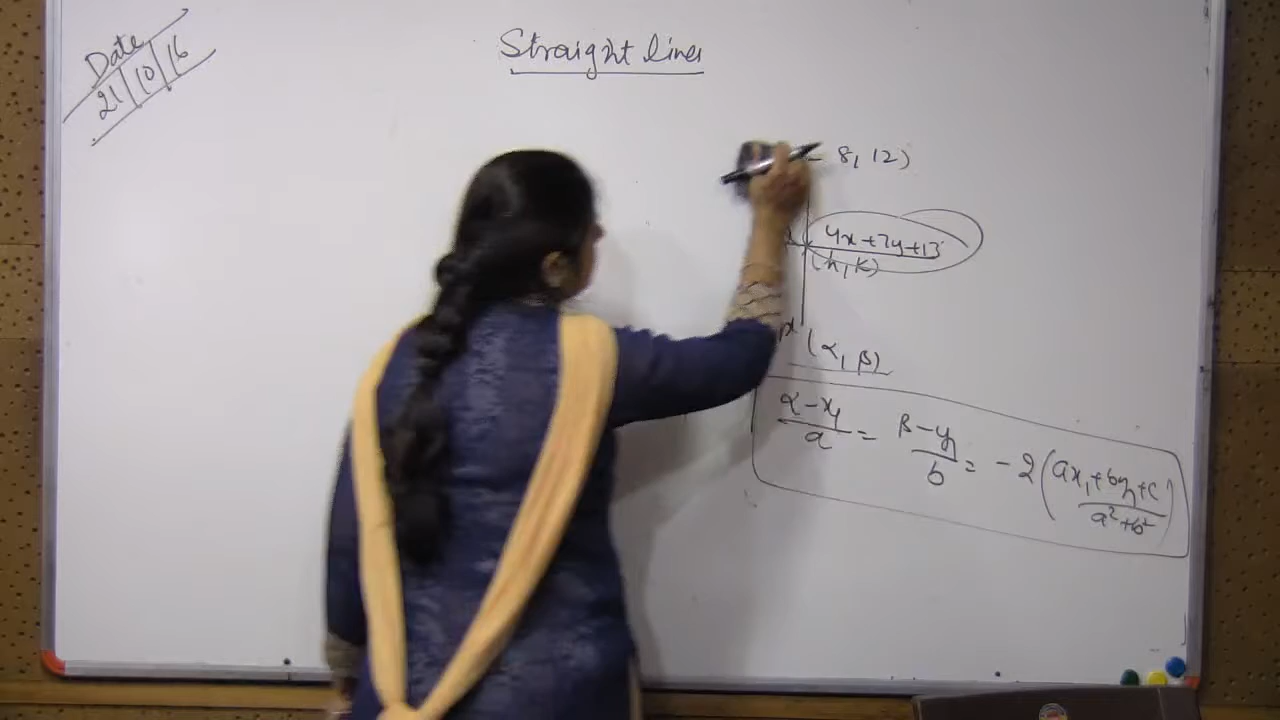 Date
21/10/16
Straight lines
- 8, 12)
4x+7y+13
(h, k)
(α, β)
α - x₁/a = β - y₁/b = -2 (ax₁+by₁+c/a²+b²)